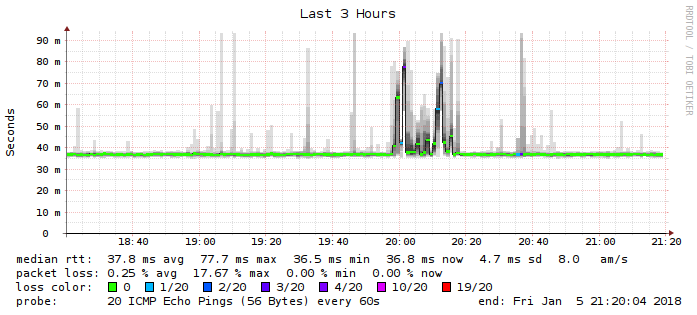 Last 3 Hours
RRDTOOL / TOBI OETIKER
Seconds
90 m
80 m
70 m
60 m
50 m
40 m
30 m
20 m
10 m
0
18:40 19:00 19:20 19:40 20:00 20:20 20:40 21:00 21:20
median rtt: 37.8 ms avg 77.7 ms max 36.5 ms min 36.8 ms now 4.7 ms sd 8.0 am/s
packet loss: 0.25 % avg 17.67 % max 0.00 % min 0.00 % now
loss color: 0 1/20 2/20 3/20 4/20 10/20 19/20
probe: 20 ICMP Echo Pings (56 Bytes) every 60s end: Fri Jan 5 21:20:04 2018